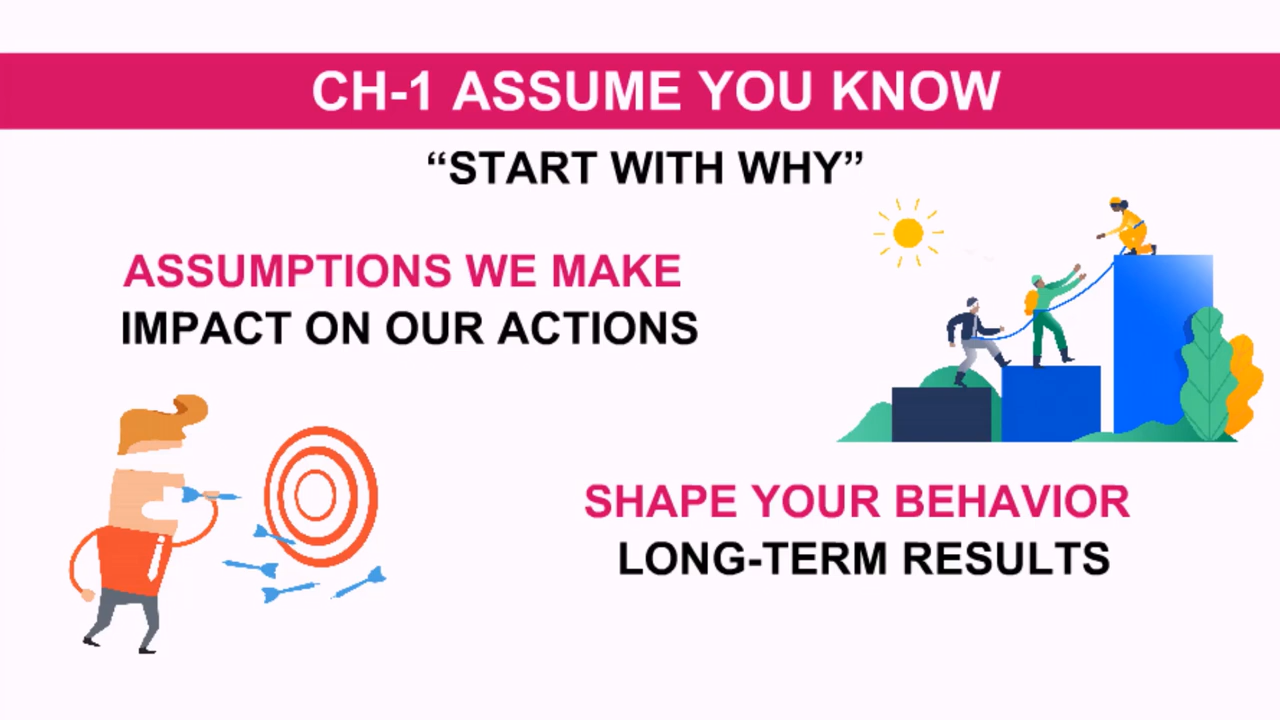 CH-1 ASSUME YOU KNOW
“START WITH WHY”
ASSUMPTIONS WE MAKE
IMPACT ON OUR ACTIONS
SHAPE YOUR BEHAVIOR
LONG-TERM RESULTS